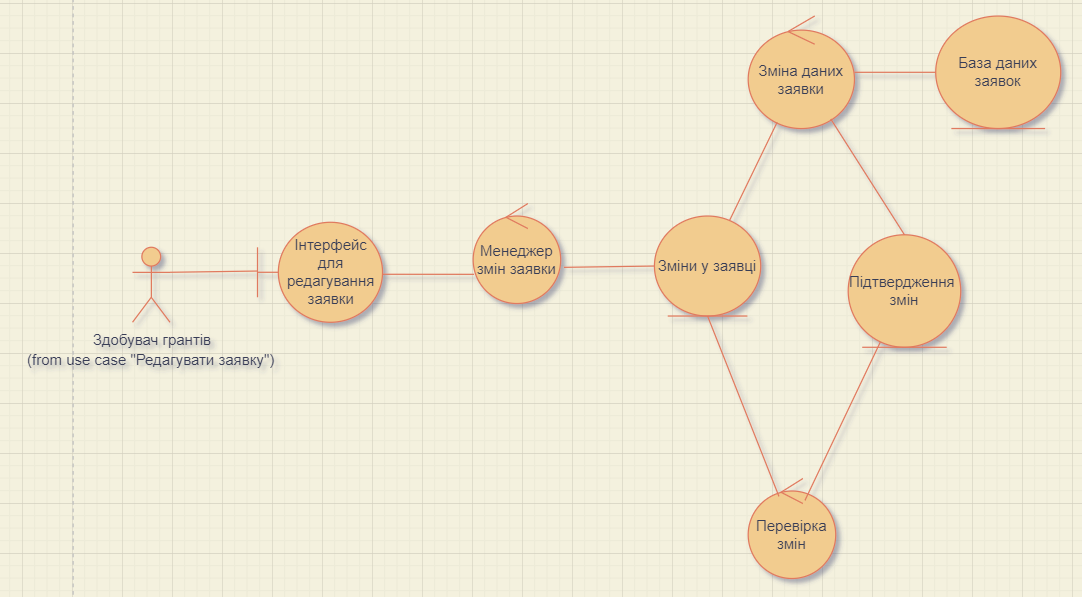 Зміна даних
заявки
База даних
заявок
Інтерфейс
для
редагування
заявки
Менеджер
змін заявки
Зміни у заявці
Підтвердження
змін
Здобувач грантів
(from use case "Редагувати заявку")
Перевірка
змін